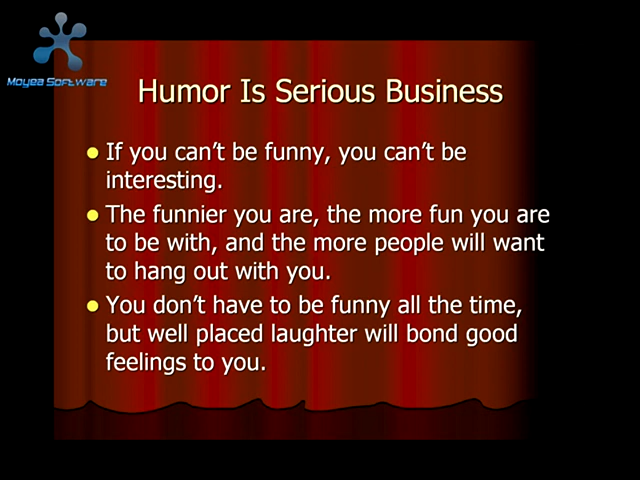 Moyea Software
Humor Is Serious Business
If you can’t be funny, you can’t be
interesting.
The funnier you are, the more fun you are
to be with, and the more people will want
to hang out with you.
You don’t have to be funny all the time,
but well placed laughter will bond good
feelings to you.